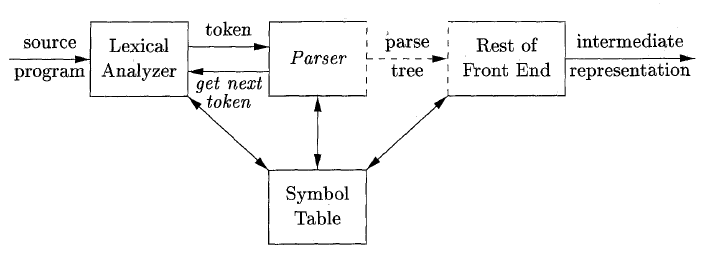 source
program
Lexical
Analyzer
token
get next
token
Parser
parse
tree
Rest of
Front End
intermediate
representation
Symbol
Table